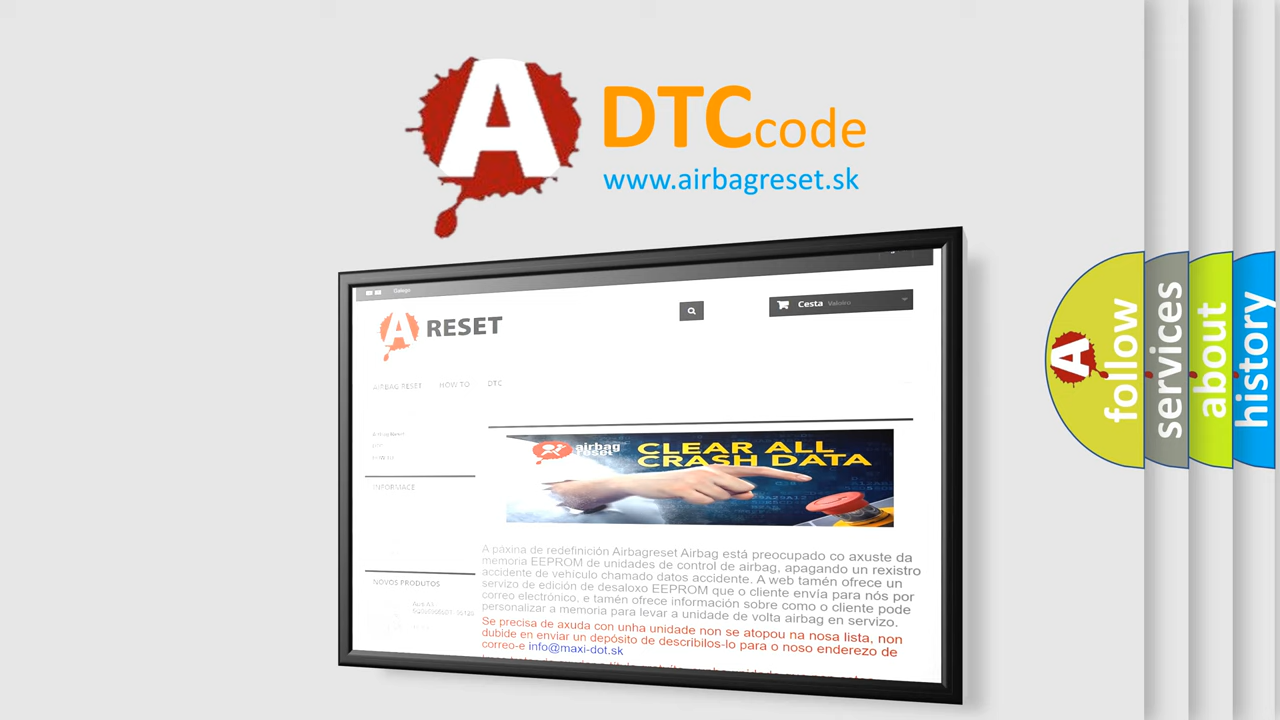 A
DTCcode
www.airbagreset.sk
Galego
A RESET
Cesta Valoiro
AIRBAG RESET HOW TO DTC
INFORMACE
NOVOS PRODUTOS
airbag
reset
CLEAR ALL
CRASH DATA
A páxina de redefinición Airbagreset Airbag está preocupado co axuste da
memoria EEPROM de unidades de control de airbag, apagando un rexistro
accidente de vehículo chamado datos accidente. A web tamén ofrece un
servizo de edición de desaloxo EEPROM que o cliente envía para nós por
correo electrónico, e tamén ofrece información sobre como o cliente pode
personalizar a memoria para levar a unidade de volta airbag en servizo.
Se precisa de axuda con unha unidade non se atopou na nosa lista, non
dubide en enviar un depósito de describilos-lo para o noso enderezo de
correo-e info@maxi-dot.sk
A
follow
services
about
history